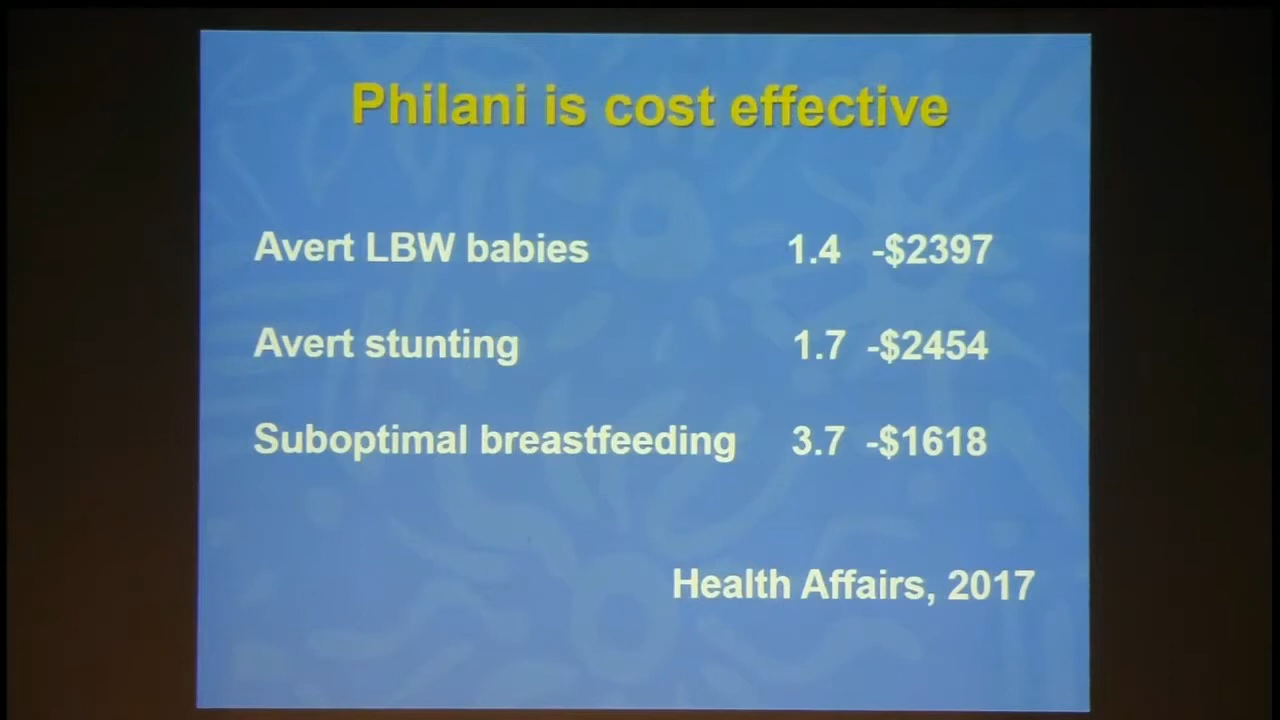 Philani is cost effective
Avert LBW babies 1.4 -$2397
Avert stunting 1.7 -$2454
Suboptimal breastfeeding 3.7 -$1618
Health Affairs, 2017